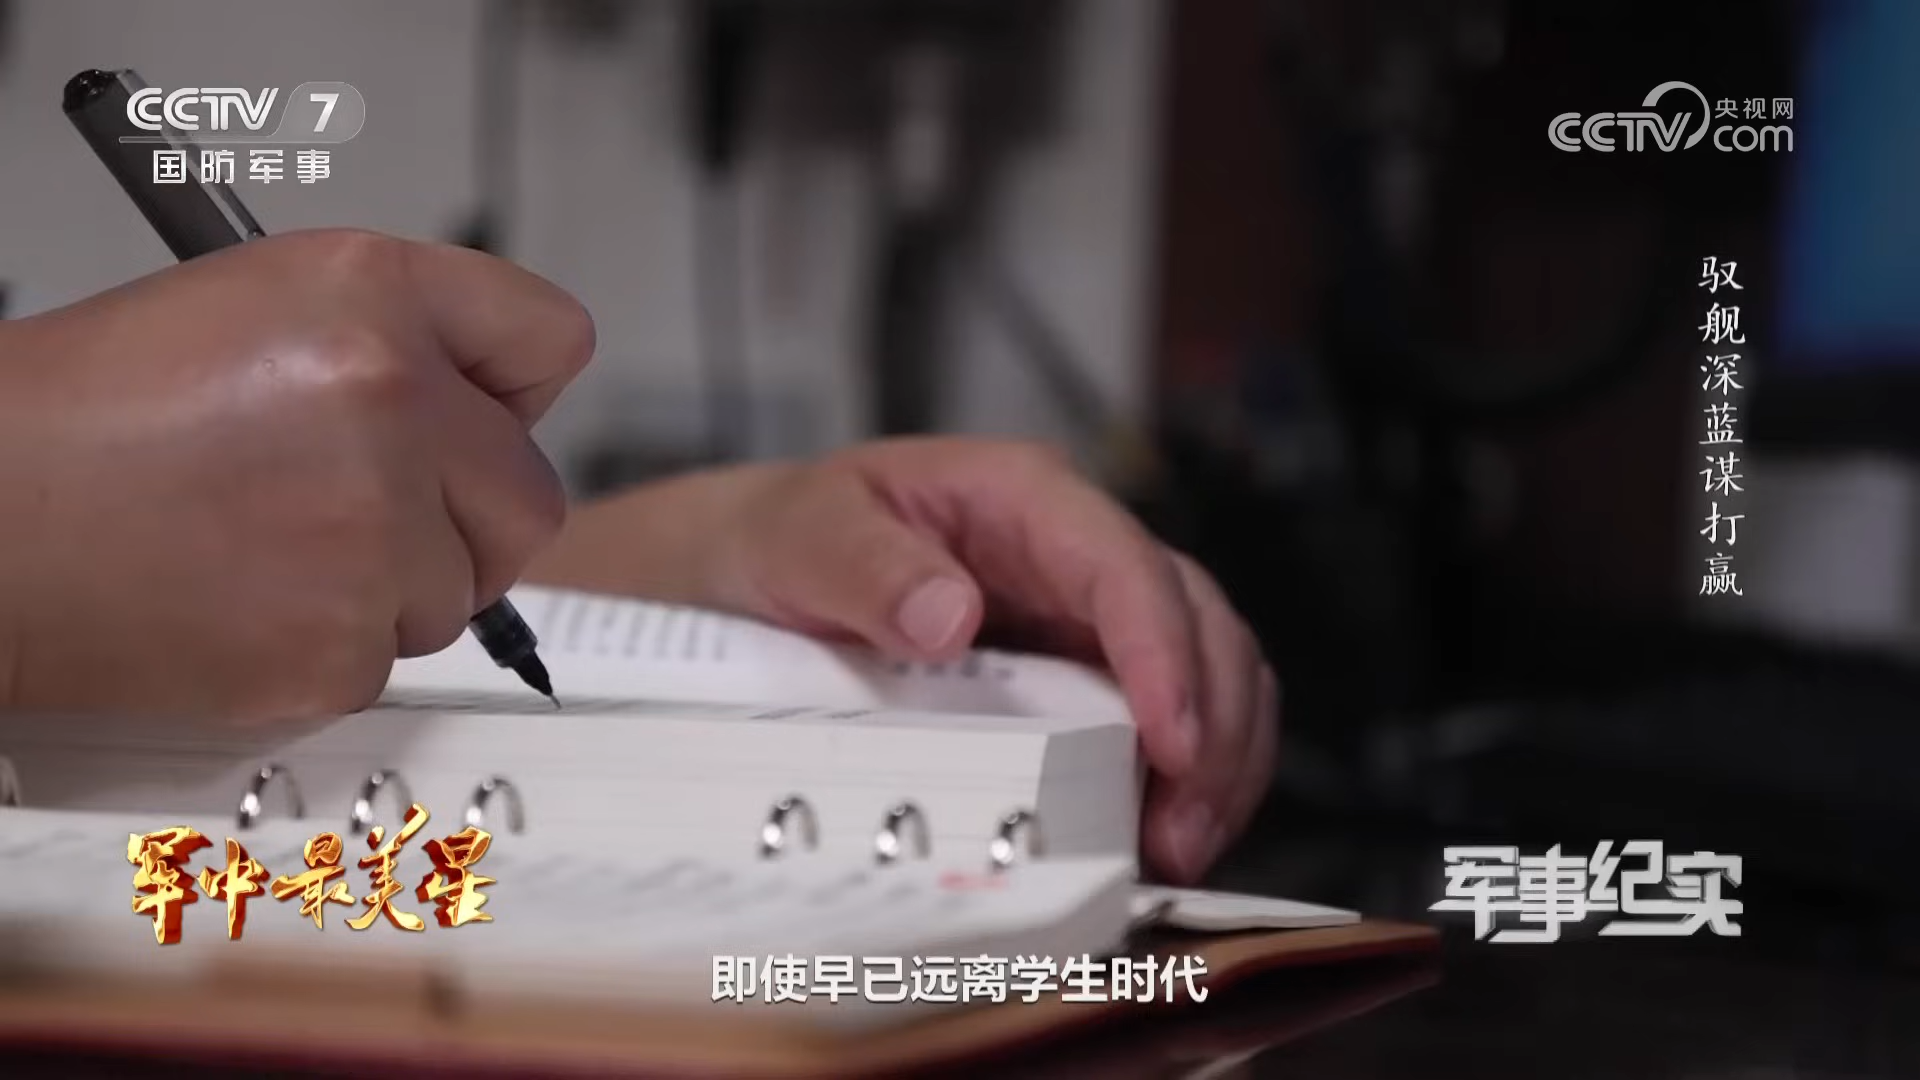 CCTV 7
国防军事
CCTV.com 央视网
驭舰深蓝谋打赢
军中最美星
军事纪实
即使早已远离学生时代